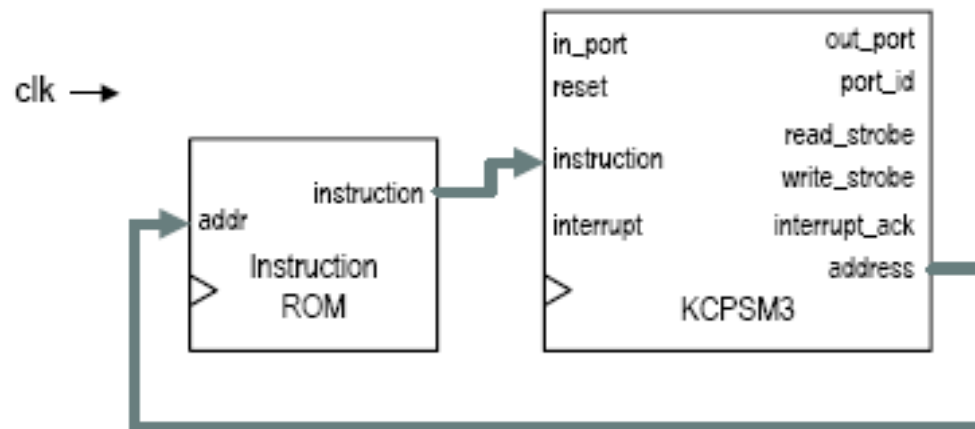 clk
instruction
addr
Instruction
ROM
in_port
reset
instruction
interrupt
out_port
port_id
read_strobe
write_strobe
interrupt_ack
address
KCPSM3